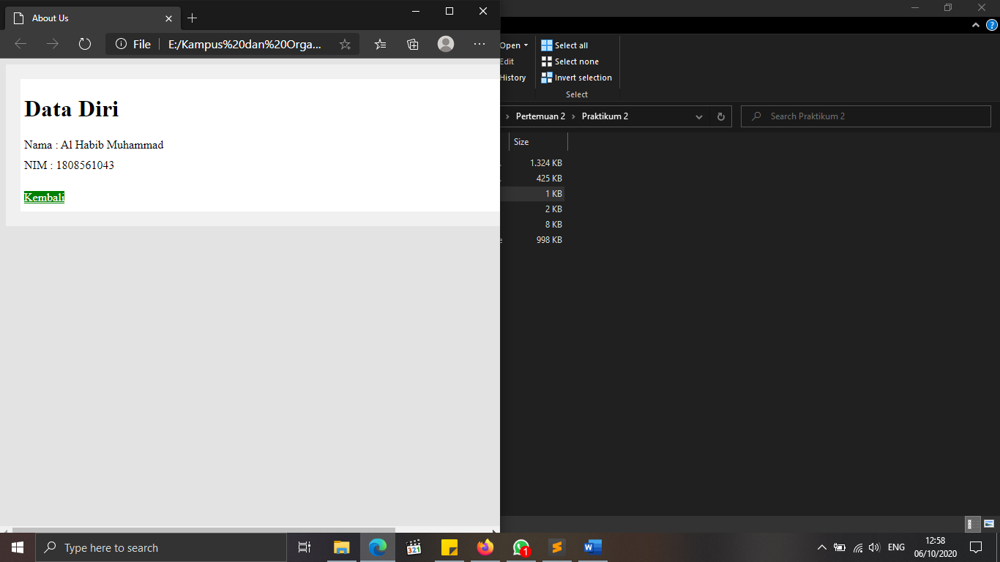 About Us
File
E:/Kampus%20dan%20Orga...
Data Diri
Nama : Al Habib Muhammad
NIM : 1808561043
Kembali
Open
Edit
History
Select all
Select none
Invert selection
Select
Pertemuan 2 > Praktikum 2
Search Praktikum 2
Size
1.324 KB
425 KB
1 KB
2 KB
8 KB
998 KB
Type here to search
321
1
ENG
12:58
06/10/2020